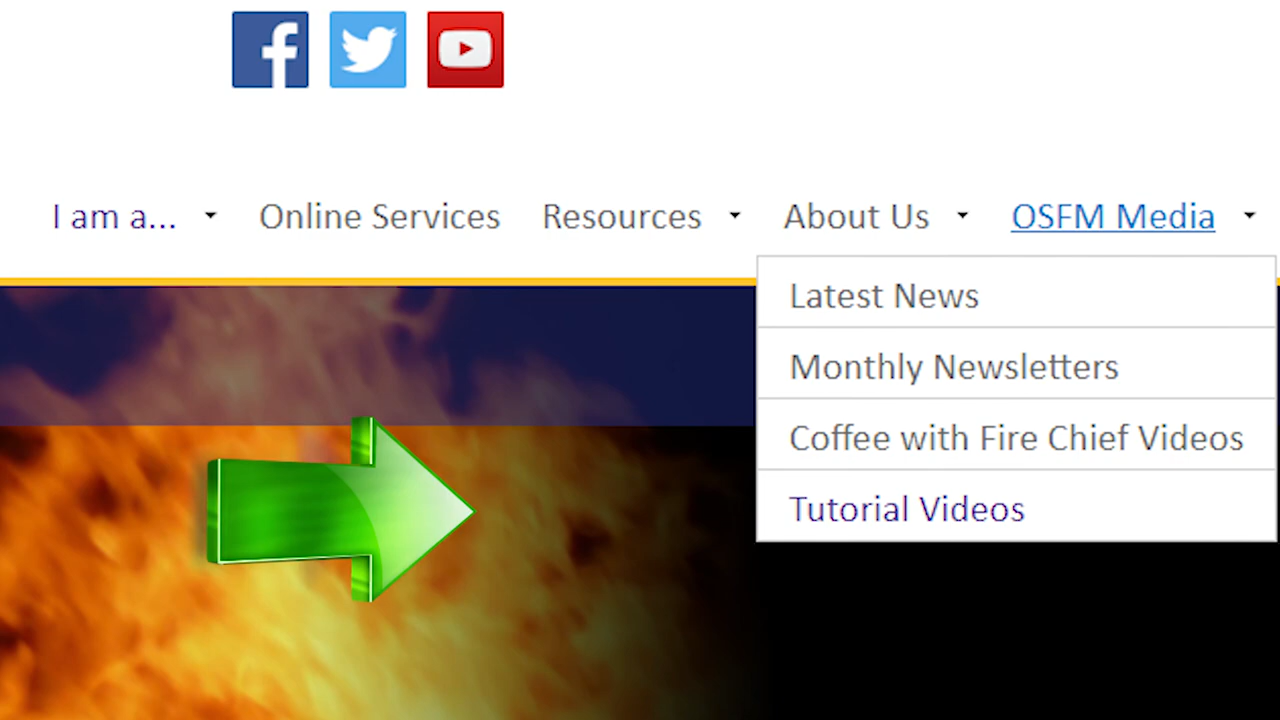 I am a... Online Services Resources About Us OSFM Media
Latest News
Monthly Newsletters
Coffee with Fire Chief Videos
Tutorial Videos